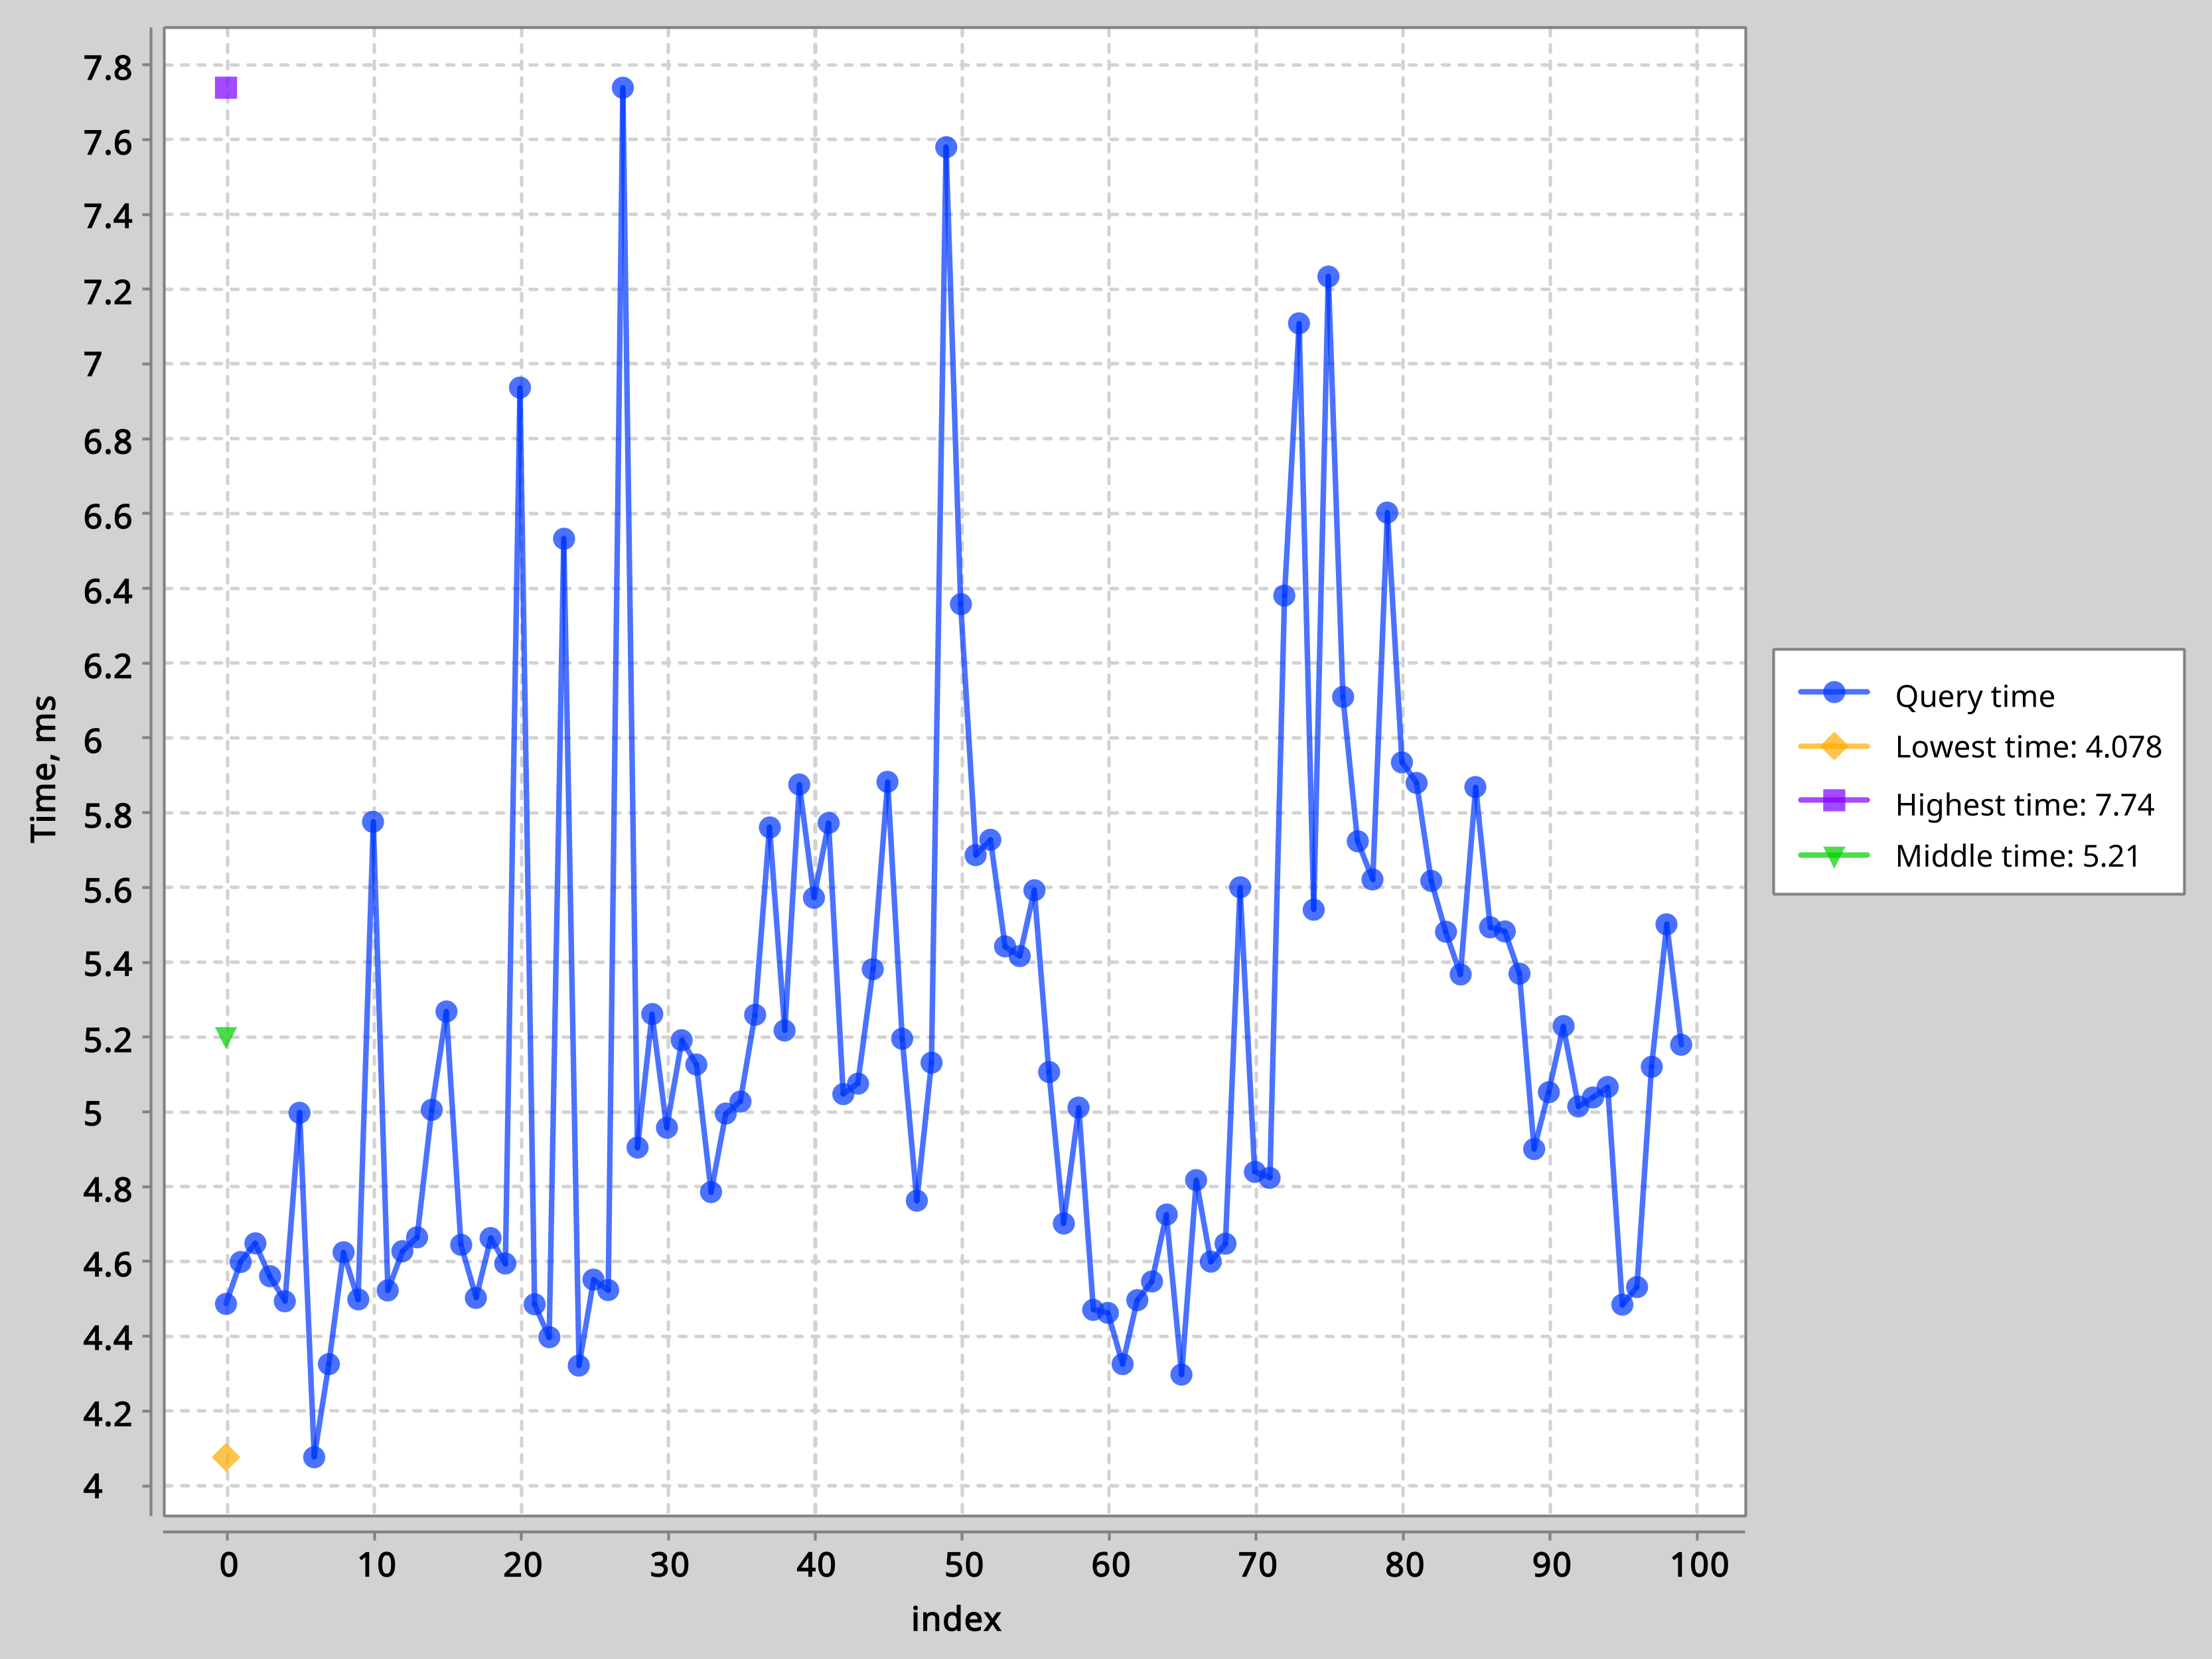 7.8
7.6
7.4
7.2
7
6.8
6.6
6.4
6.2
6
5.8
5.6
5.4
5.2
5
4.8
4.6
4.4
4.2
4
Time, ms
0 10 20 30 40 50 60 70 80 90 100
index
Query time
Lowest time: 4.078
Highest time: 7.74
Middle time: 5.21